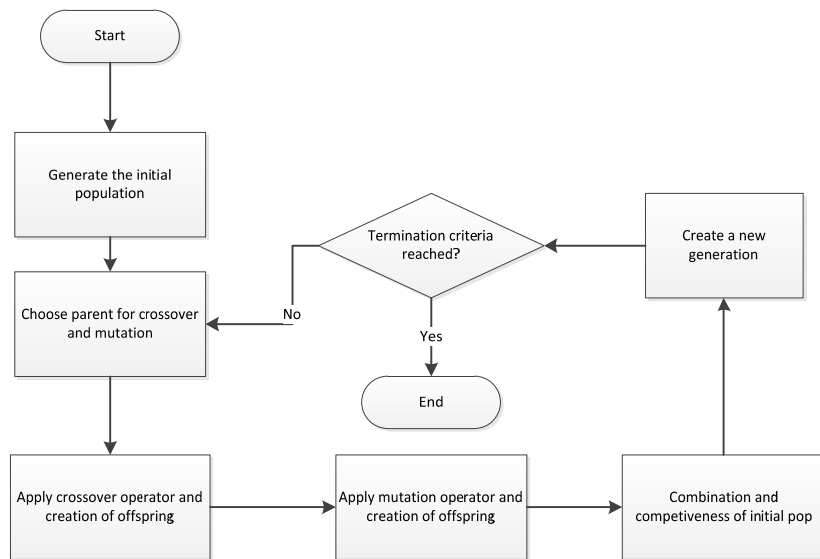 Start
Generate the initial
population
Choose parent for crossover
and mutation
Apply crossover operator and
creation of offspring
Apply mutation operator and
creation of offspring
Combination and
competiveness of initial pop
Create a new
generation
Termination criteria
reached?
No
Yes
End